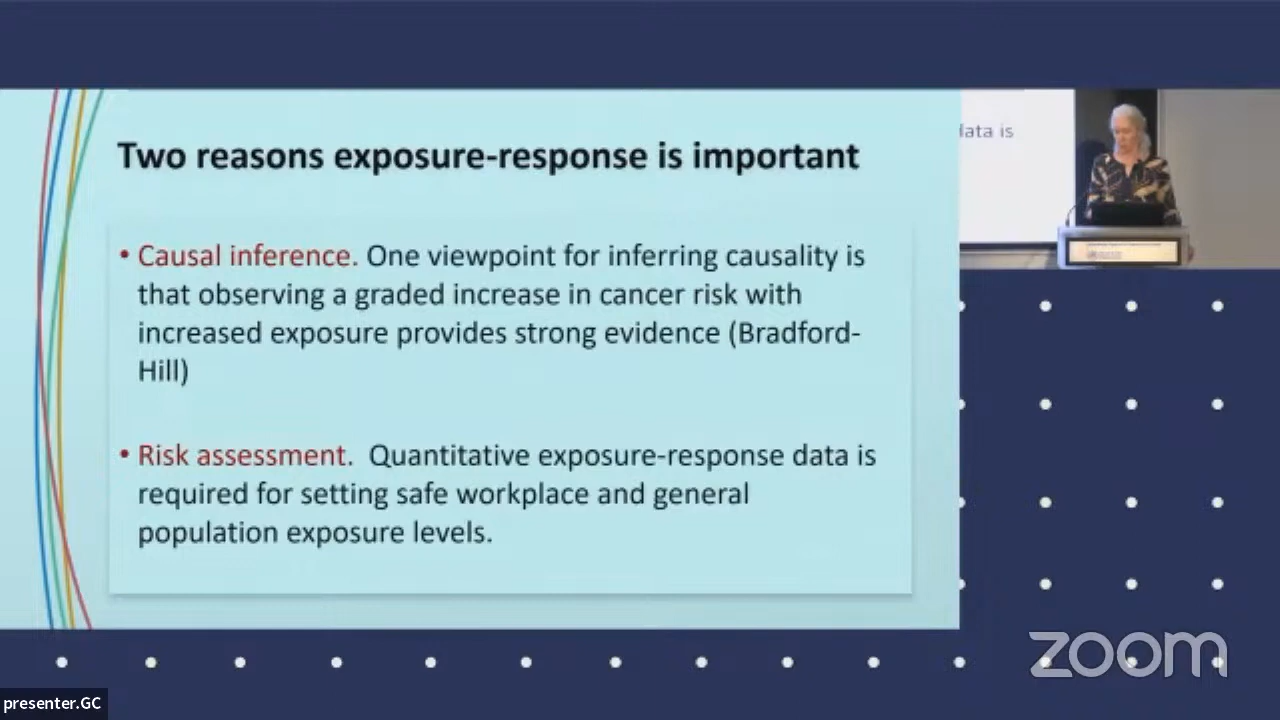 Two reasons exposure-response is important
• Causal inference. One viewpoint for inferring causality is
that observing a graded increase in cancer risk with
increased exposure provides strong evidence (Bradford-
Hill)
• Risk assessment. Quantitative exposure-response data is
required for setting safe workplace and general
population exposure levels.
data is
zoom
presenter.GC